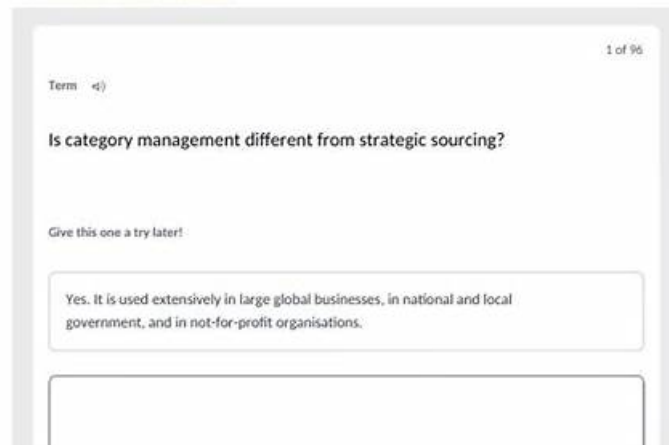 1 of 96
Term
Is category management different from strategic sourcing?
Give this one a try later!
Yes. It is used extensively in large global businesses, in national and local
government, and in not-for-profit organisations.